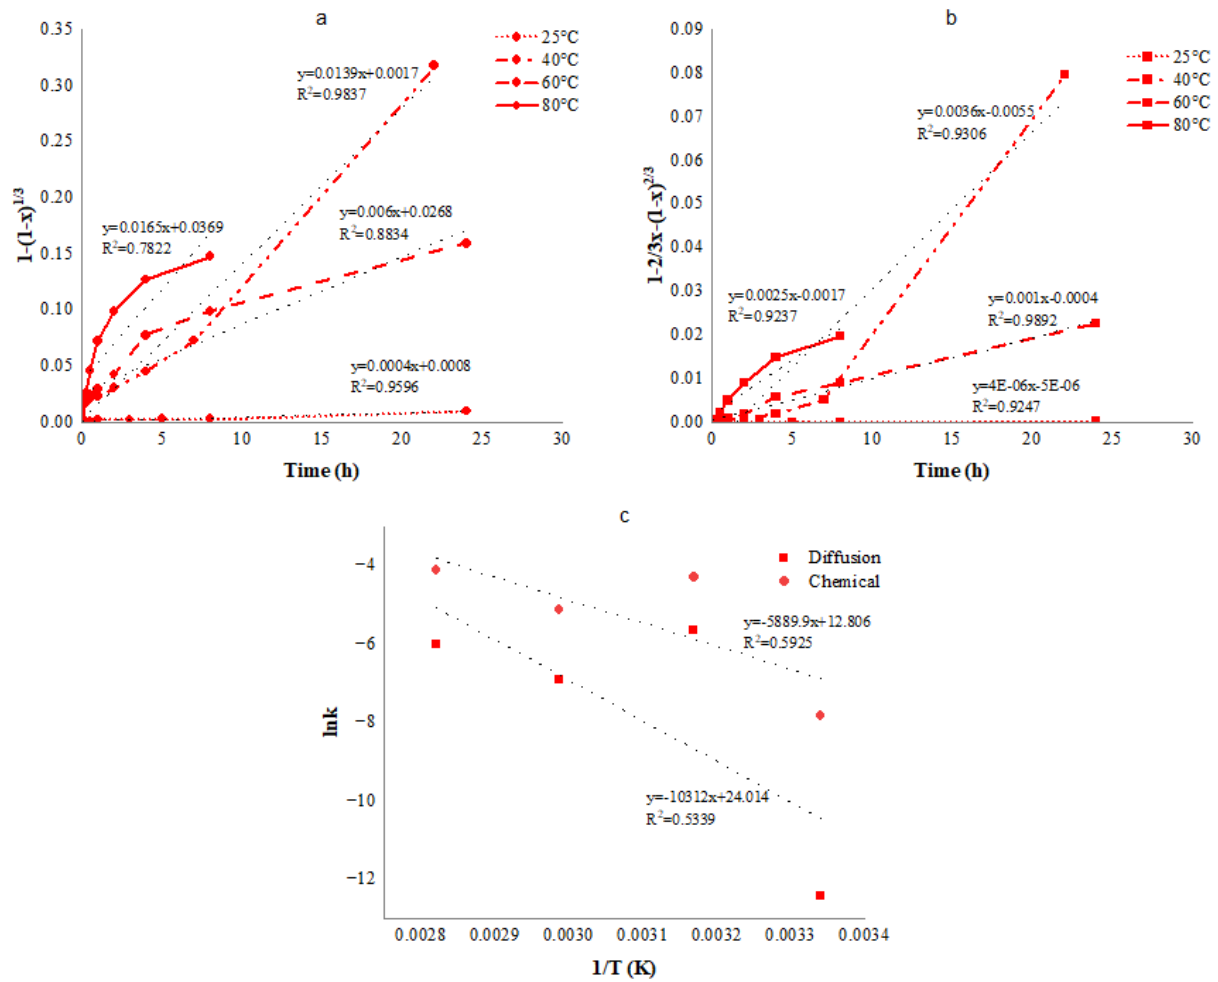 a
0.35
0.30
0.25
0.20
0.15
0.10
0.05
0.00
1-(1-x)^1/3
25°C
40°C
60°C
80°C
y=0.0139x+0.0017
R²=0.9837
y=0.0165x+0.0369
R²=0.7822
y=0.006x+0.0268
R²=0.8834
y=0.0004x+0.0008
R²=0.9596
0 5 10 15 20 25 30
Time (h)
b
0.09
0.08
0.07
0.06
0.05
0.04
0.03
0.02
0.01
0.00
1-2/3x-(1-x)^2/3
25°C
40°C
60°C
80°C
y=0.0036x-0.0055
R²=0.9306
y=0.0025x-0.0017
R²=0.9237
y=0.001x-0.0004
R²=0.9892
y=4E-06x-5E-06
R²=0.9247
0 5 10 15 20 25 30
Time (h)
c
−4
−6
−8
−10
−12
lnk
Diffusion
Chemical
y=-5889.9x+12.806
R²=0.5925
y=-10312x+24.014
R²=0.5339
0.0028 0.0029 0.0030 0.0031 0.0032 0.0033 0.0034
1/T (K)